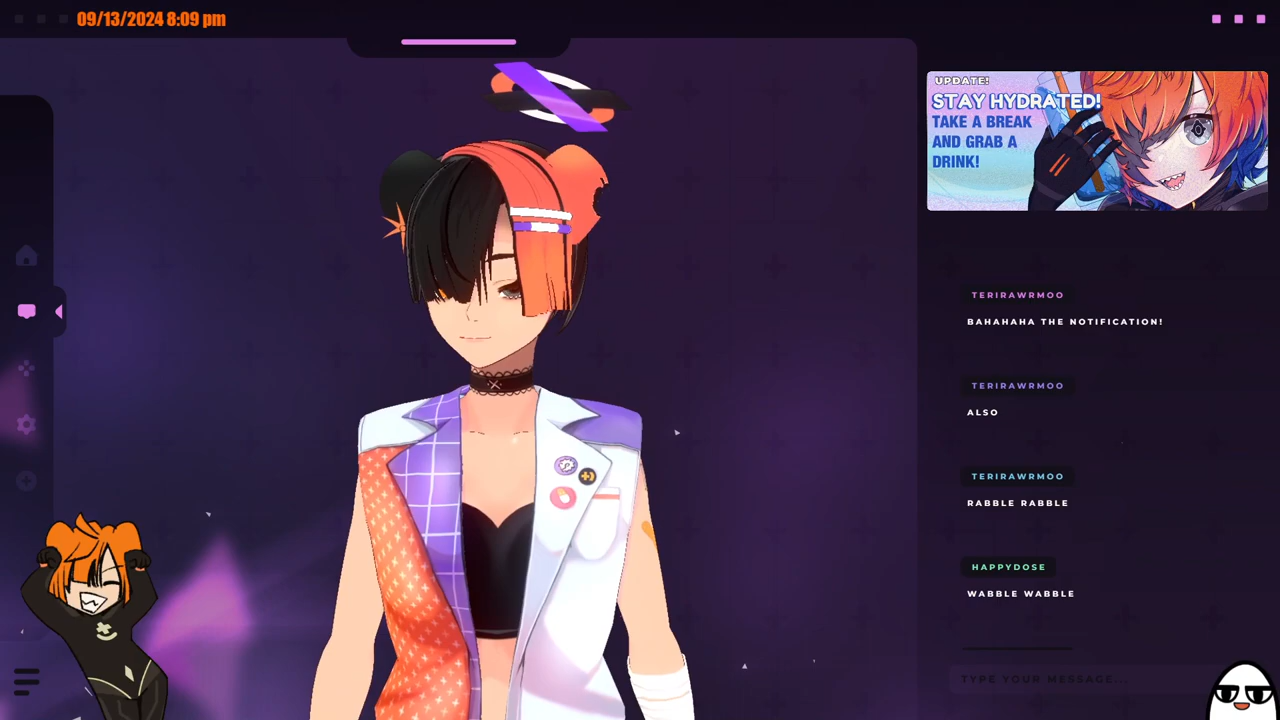 09/13/2024 8:09 pm
UPDATE!
STAY HYDRATED!
TAKE A BREAK
AND GRAB A
DRINK!
TERIRAWRMOO
BAHAHAHA THE NOTIFICATION!
TERIRAWRMOO
ALSO
TERIRAWRMOO
RABBLE RABBLE
HAPPYDOSE
WABBLE WABBLE
TYPE YOUR MESSAGE...